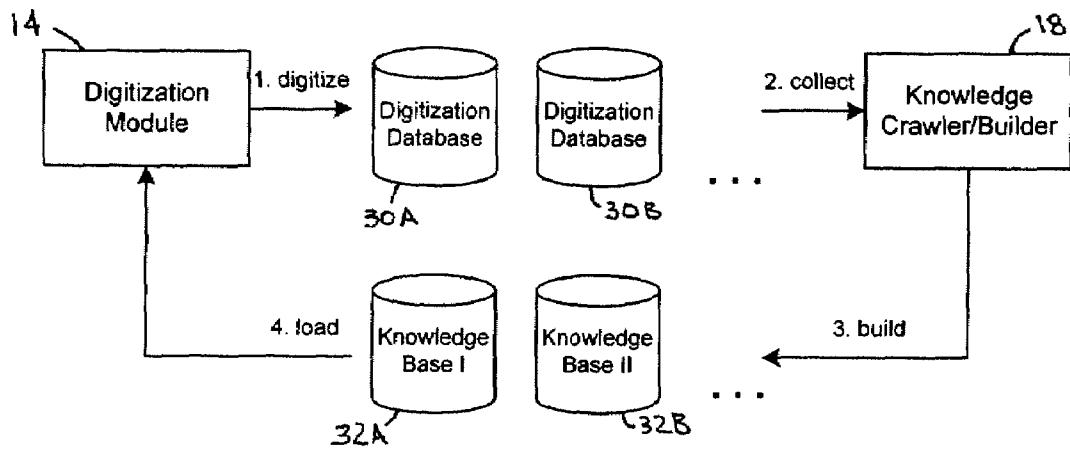 14
18
Digitization
Module
1. digitize
Digitization
Database
Digitization
Database
2. collect
Knowledge
Crawler/Builder
. . .
30A
30B
4. load
Knowledge
Base I
Knowledge
Base II
3. build
. . .
32A
32B